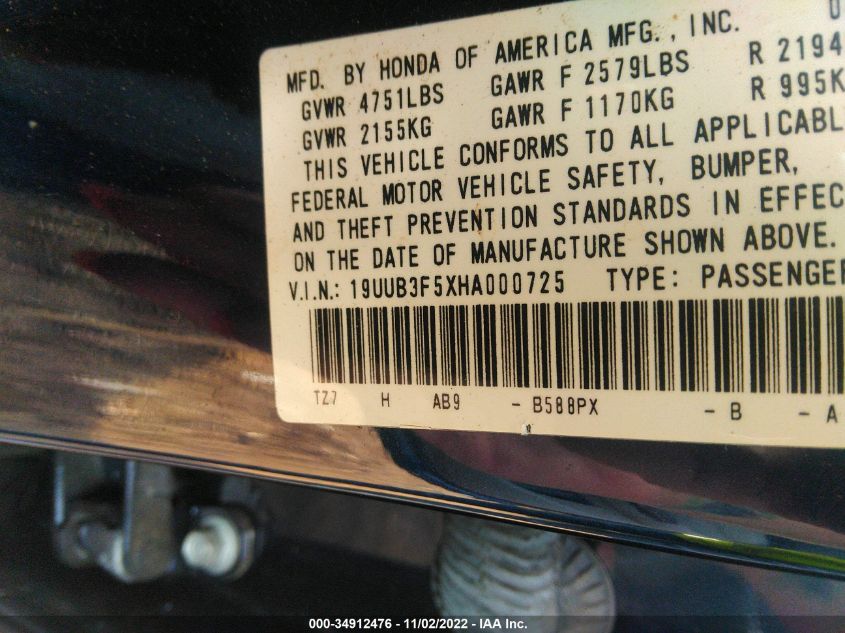 0
MFD. BY HONDA OF AMERICA MFG., INC.
GVWR 4751LBS GAWR F 2579LBS R 2194
GVWR 2155KG GAWR F 1170KG R 995K
THIS VEHICLE CONFORMS TO ALL APPLICABL
FEDERAL MOTOR VEHICLE SAFETY, BUMPER,
AND THEFT PREVENTION STANDARDS IN EFFEC
ON THE DATE OF MANUFACTURE SHOWN ABOVE.
V.I.N.: 19UUB3F5XHA000725 TYPE: PASSENGER
TZ7 H AB9 - B588PX - B - A
000-34912476 - 11/02/2022 - IAA Inc.